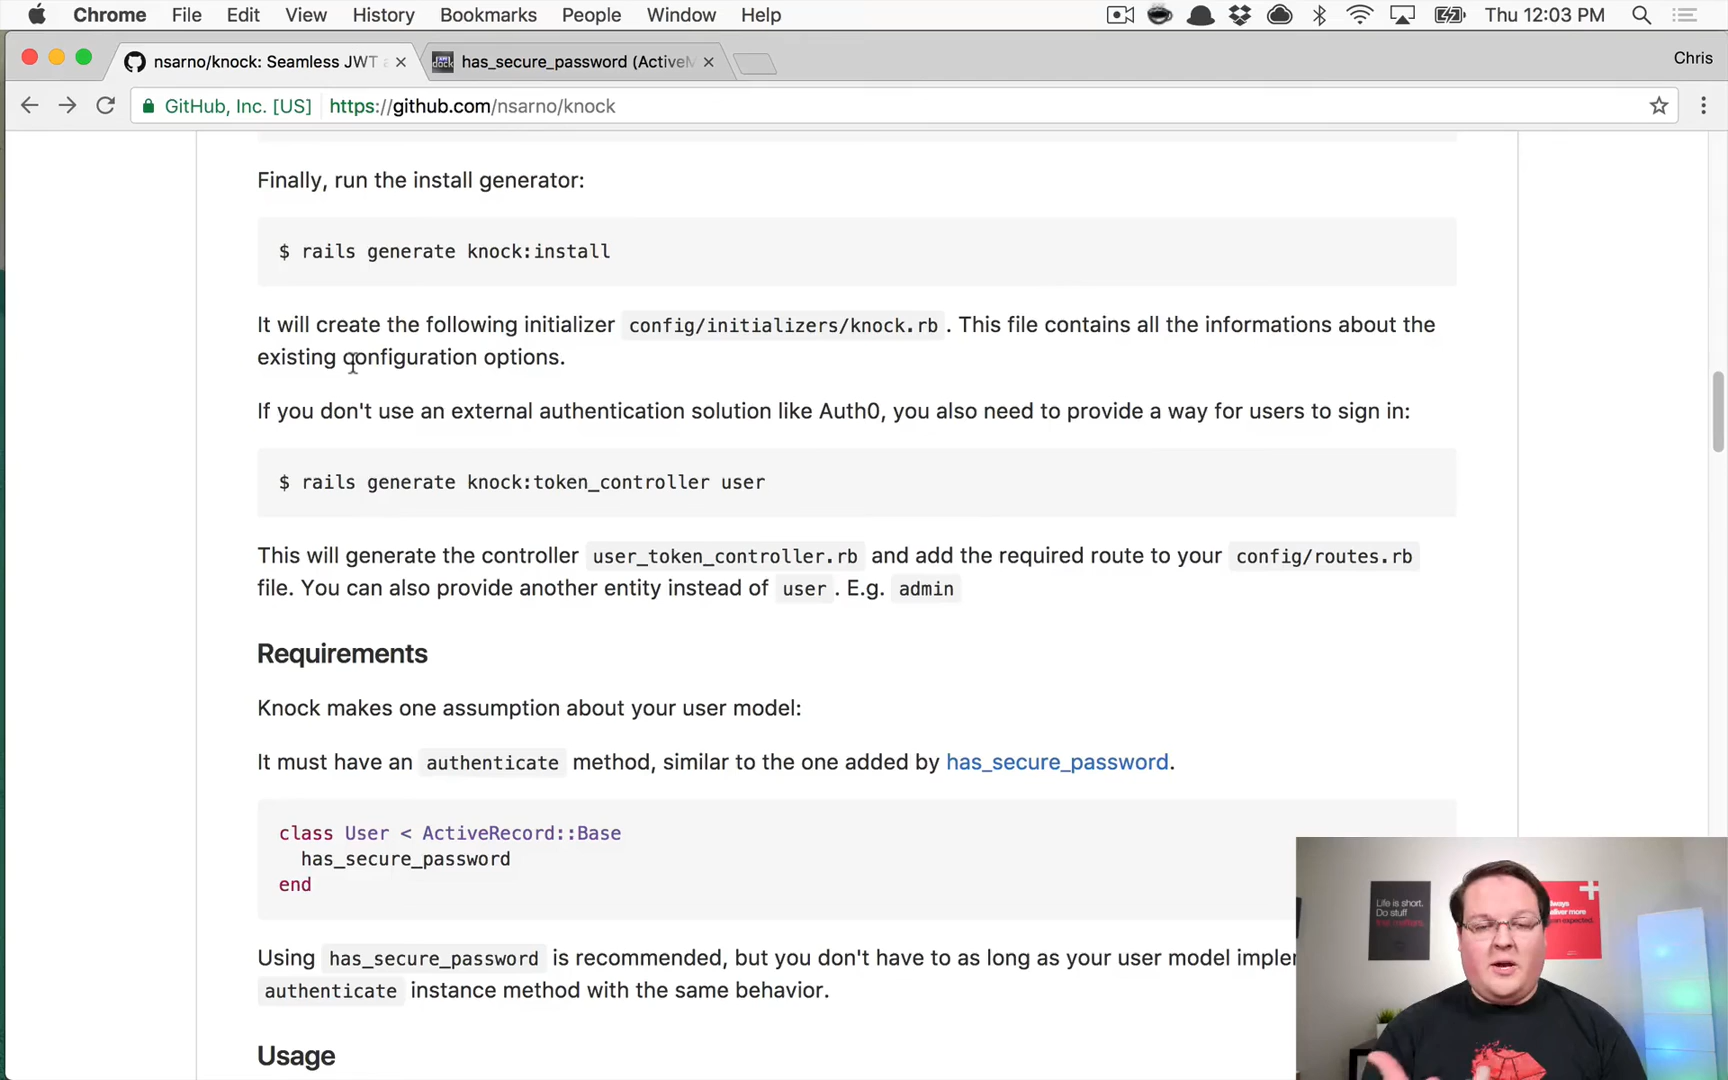 Chrome File Edit View History Bookmarks People Window Help Thu 12:03 PM
nsarno/knock: Seamless JWT has_secure_password (ActiveM Chris
GitHub, Inc. [US] https://github.com/nsarno/knock
Finally, run the install generator:
$ rails generate knock:install
It will create the following initializer config/initializers/knock.rb . This file contains all the informations about the
existing configuration options.
If you don't use an external authentication solution like Auth0, you also need to provide a way for users to sign in:
$ rails generate knock:token_controller user
This will generate the controller user_token_controller.rb and add the required route to your config/routes.rb
file. You can also provide another entity instead of user . E.g. admin
Requirements
Knock makes one assumption about your user model:
It must have an authenticate method, similar to the one added by has_secure_password.
class User < ActiveRecord::Base
has_secure_password
end
Using has_secure_password is recommended, but you don't have to as long as your user model implem
authenticate instance method with the same behavior.
Usage
Life is short.
Do stuff
that matters.